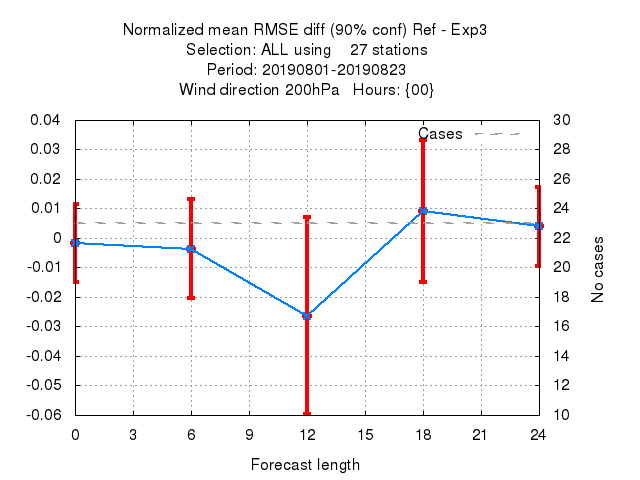 Normalized mean RMSE diff (90% conf) Ref - Exp3
Selection: ALL using 27 stations
Period: 20190801-20190823
Wind direction 200hPa Hours: {00}
Cases
0.04
0.03
0.02
0.01
0
-0.01
-0.02
-0.03
-0.04
-0.05
-0.06
30
28
26
24
22
20
18
16
14
12
10
No cases
0 3 6 9 12 15 18 21 24
Forecast length